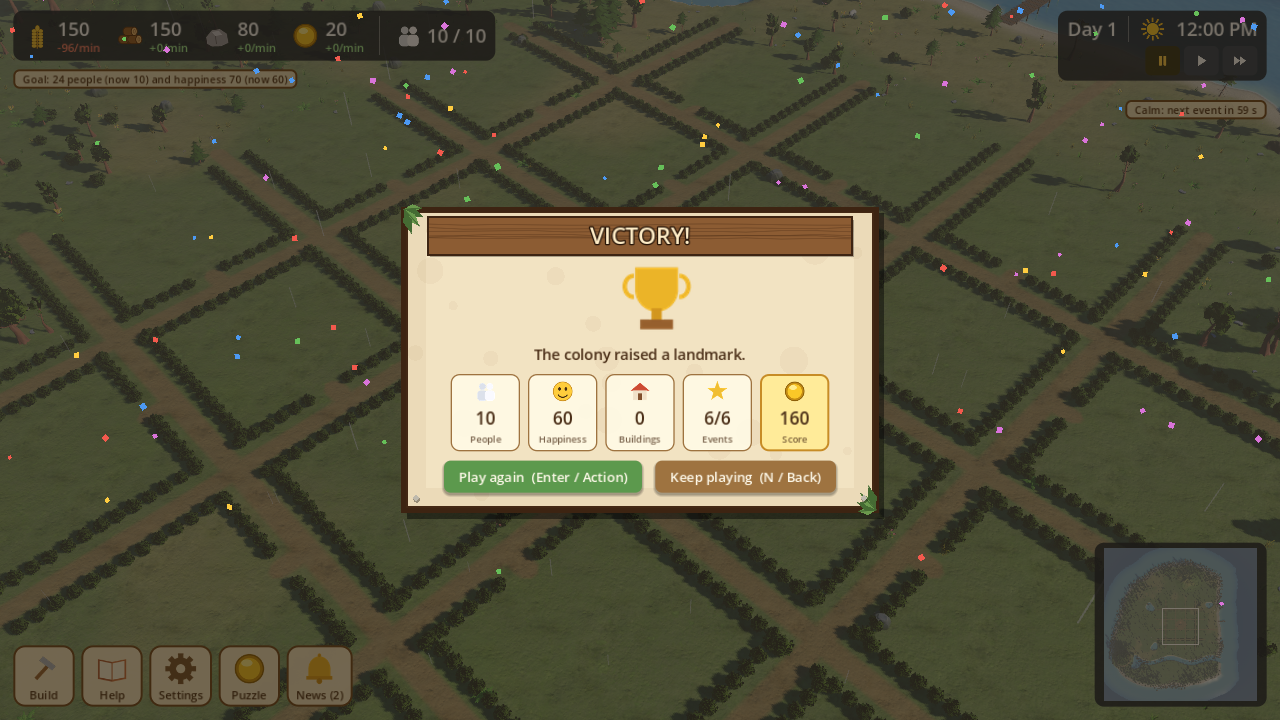 150
-96/min
150
+0/min
80
+0/min
20
+0/min
10 / 10
Day 1
12:00 PM
Goal: 24 people (now 10) and happiness 70 (now 60)
Calm: next event in 59 s
VICTORY!
The colony raised a landmark.
10
People
60
Happiness
0
Buildings
6/6
Events
160
Score
Play again (Enter / Action)
Keep playing (N / Back)
Build
Help
Settings
Puzzle
News (2)